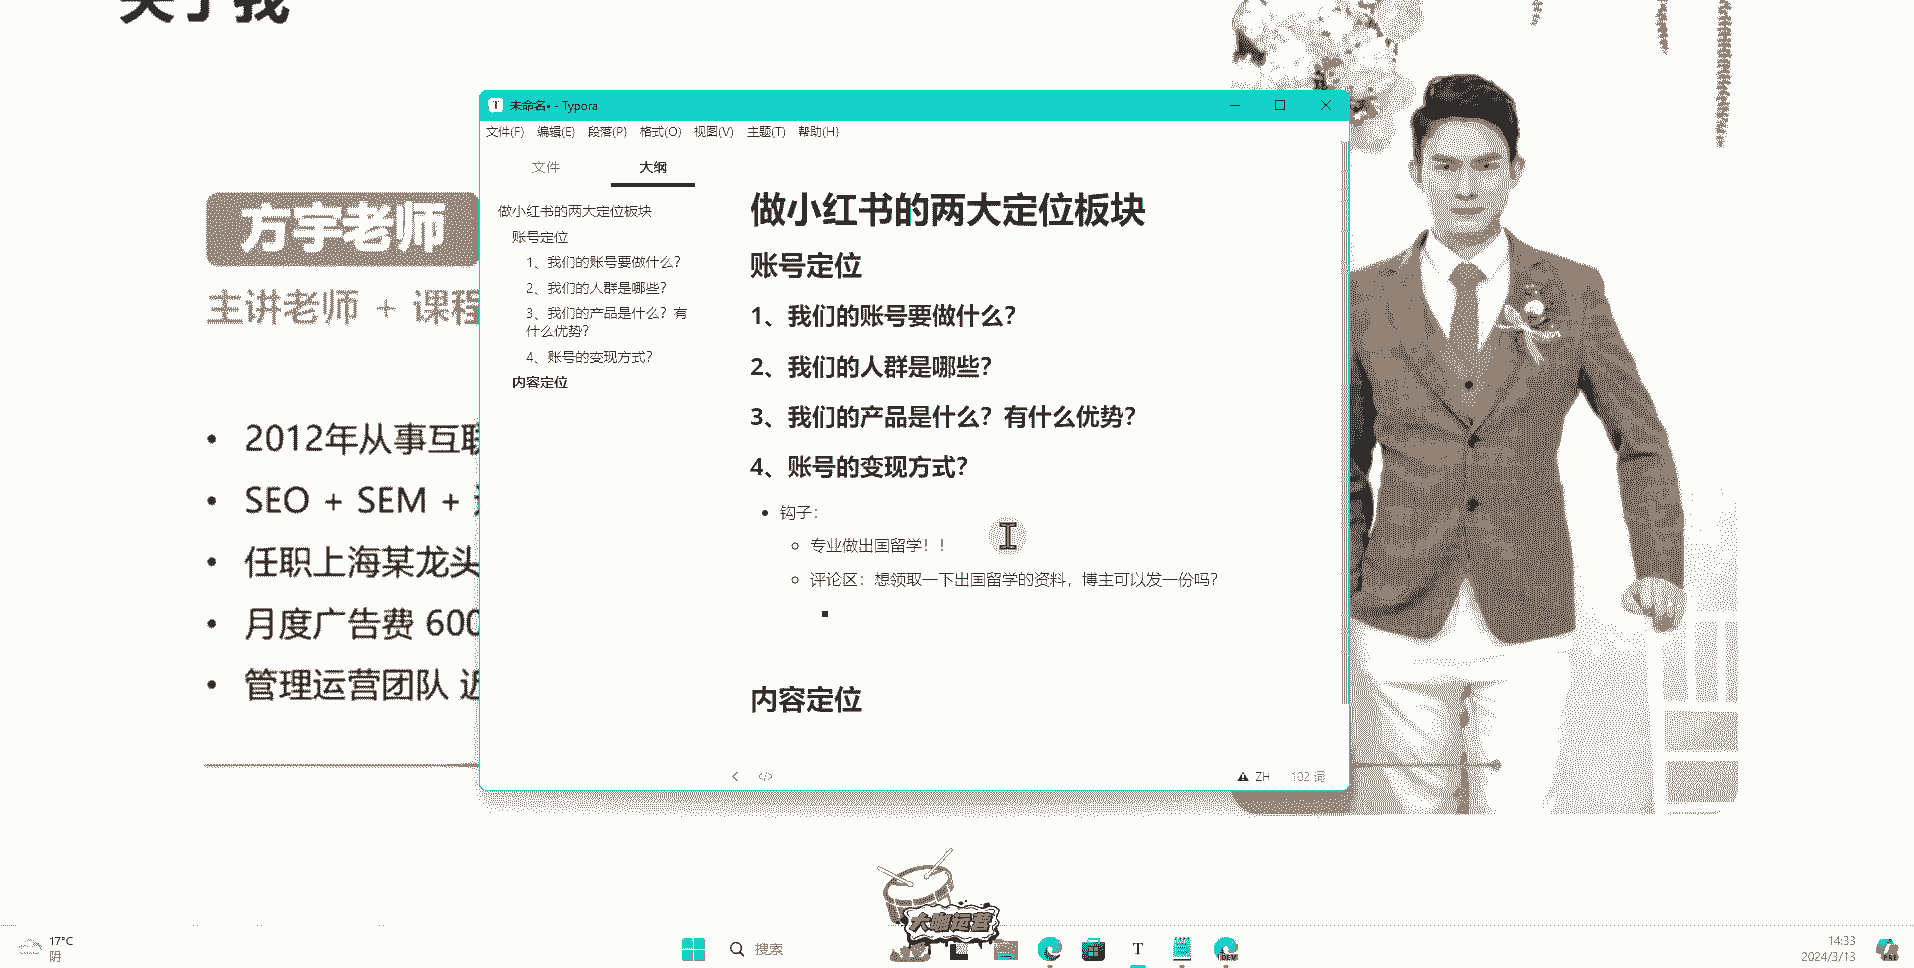 关于我
未命名• - Typora
文件(F) 编辑(E) 段落(P) 格式(O) 视图(V) 主题(T) 帮助(H)
文件 大纲
做小红书的两大定位板块
账号定位
1、我们的账号要做什么?
2、我们的人群是哪些?
3、我们的产品是什么？有
什么优势?
4、账号的变现方式?
内容定位
做小红书的两大定位板块
账号定位
1、我们的账号要做什么?
2、我们的人群是哪些?
3、我们的产品是什么？有什么优势?
4、账号的变现方式?
钩子：
专业做出国留学！！
评论区：想领取一下出国留学的资料，博主可以发一份吗?
内容定位
ZH 102 词
方宇老师
主讲老师 + 课程
2012年从事互联
SEO + SEM +
任职上海某龙头
月度广告费 600
管理运营团队 近
大咖运营
17°C
阴
搜索
T
DEV
14:33
2024/3/13
PRE